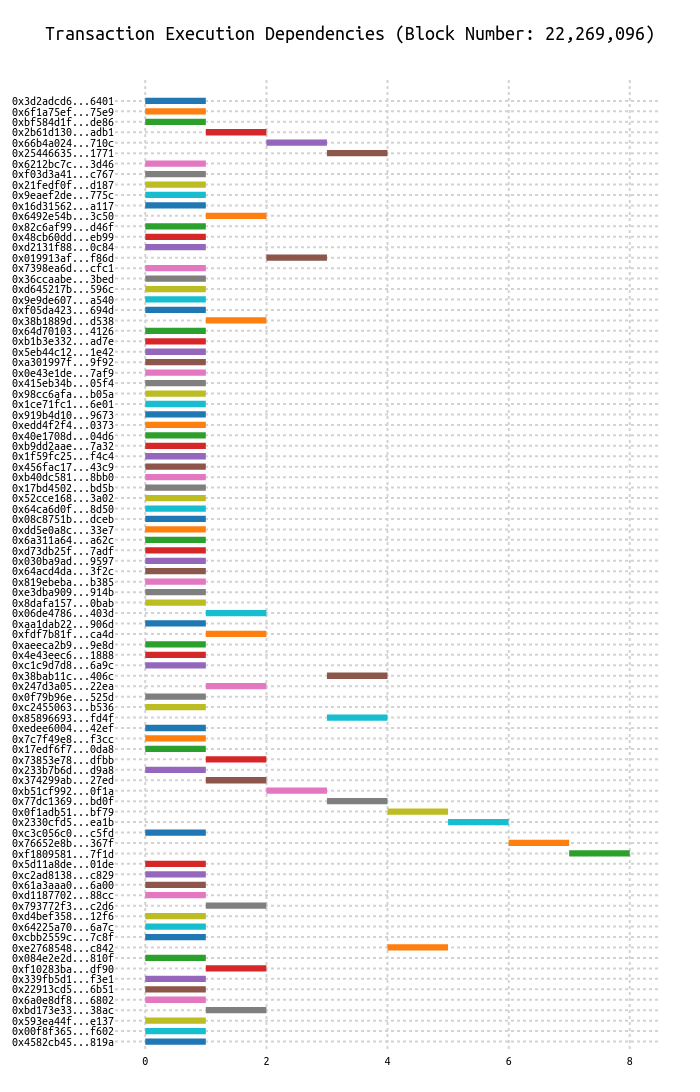 Transaction Execution Dependencies (Block Number: 22,269,096)
0x3d2adcd6...6401
0x6f1a75ef...75e9
0xbf584d1f...de86
0x2b61d130...adb1
0x66b4a024...710c
0x25446635...1771
0x6212bc7c...3d46
0xf03d3a41...c767
0x21fedf0f...d187
0x9eaef2de...775c
0x16d31562...a117
0x6492e54b...3c50
0x82c6af99...d46f
0x48cb60dd...eb99
0xd2131f88...0c84
0x019913af...f86d
0x7398ea6d...cfc1
0x36ccaabe...3bed
0xd645217b...596c
0x9e9de607...a540
0xf05da423...694d
0x38b1889d...d538
0x64d70103...4126
0xb1b3e332...ad7e
0x5eb44c12...1e42
0xa301997f...9f92
0x0e43e1de...7af9
0x415eb34b...05f4
0x98cc6afa...b05a
0x1ce71fc1...6e01
0x919b4d10...9673
0xedd4f2f4...0373
0x40e1708d...04d6
0xb9dd2aae...7a32
0x1f59fc25...f4c4
0x456fac17...43c9
0xb40dc581...8bb0
0x17bd4502...bd5b
0x52cce168...3a02
0x64ca6d0f...8d50
0x08c8751b...dceb
0xdd5e0a8c...33e7
0x6a311a64...a62c
0xd73db25f...7adf
0x030ba9ad...9597
0x64acd4da...3f2c
0x819ebeba...b385
0xe3dba909...914b
0x8dafa157...0bab
0x06de4786...403d
0xaa1dab22...906d
0xfdf7b81f...ca4d
0xaeeca2b9...9e8d
0x4e43eec6...1888
0xc1c9d7d8...6a9c
0x38bab11c...406c
0x247d3a05...22ea
0x0f79b96e...525d
0xc2455063...b536
0x85896693...fd4f
0xedee6004...42ef
0x7c7f49e8...f3cc
0x17edf6f7...0da8
0x73853e78...dfbb
0x233b7b6d...d9a8
0x374299ab...27ed
0xb51cf992...0f1a
0x77dc1369...bd0f
0x0f1adb51...bf79
0x2330cfd5...ea1b
0xc3c056c0...c5fd
0x76652e8b...367f
0xf1809581...7f1d
0x5d11a8de...01de
0xc2ad8138...c829
0x61a3aaa0...6a00
0xd1187702...88cc
0x793772f3...c2d6
0xd4bef358...12f6
0x64225a70...6a7c
0xcbb2559c...7c8f
0xe2768548...c842
0x084e2e2d...810f
0xf10283ba...df90
0x339fb5d1...f3e1
0x22913cd5...6b51
0x6a0e8df8...6802
0xbd173e33...38ac
0x593ea44f...e137
0x00f8f365...f602
0x4582cb45...819a
0 2 4 6 8